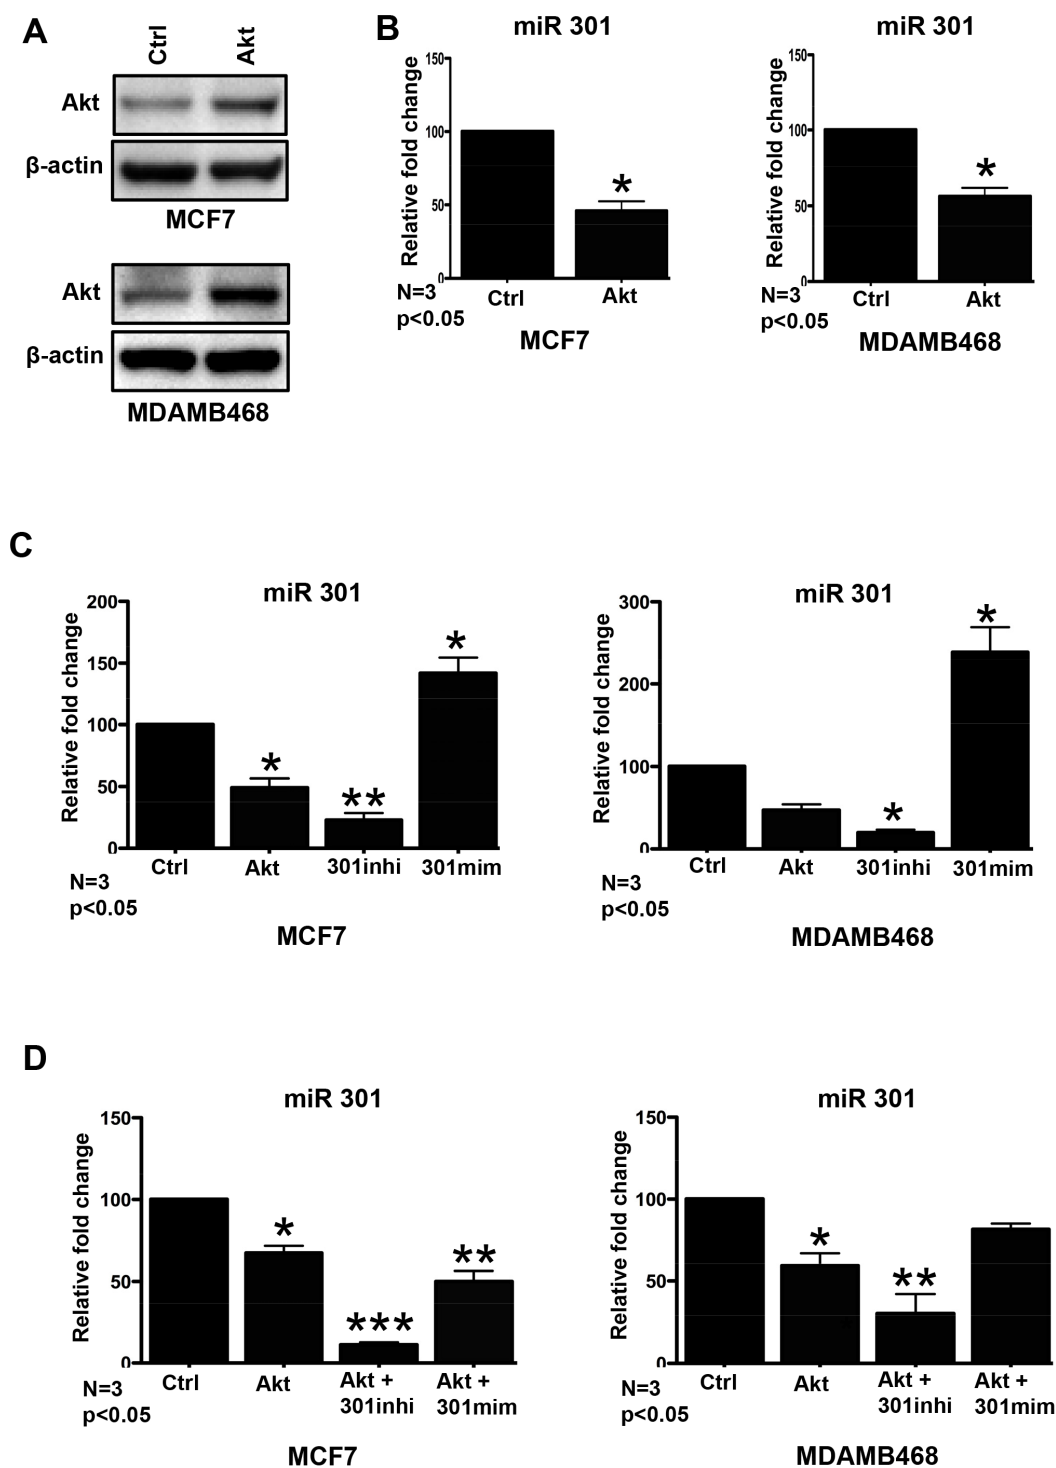 A
Ctrl
Akt
Akt
β-actin
MCF7
Akt
β-actin
MDAMB468
B
miR 301
Relative fold change
150
100
50
0
*
Ctrl
Akt
N=3
p<0.05
MCF7
miR 301
Relative fold change
150
100
50
0
*
Ctrl
Akt
N=3
p<0.05
MDAMB468
C
miR 301
Relative fold change
200
150
100
50
0
*
**
*
Ctrl
Akt
301inhi
301mim
N=3
p<0.05
MCF7
miR 301
Relative fold change
300
200
100
0
*
*
Ctrl
Akt
301inhi
301mim
N=3
p<0.05
MDAMB468
D
miR 301
Relative fold change
150
100
50
0
*
***
**
Ctrl
Akt
Akt +
301inhi
Akt +
301mim
N=3
p<0.05
MCF7
miR 301
Relative fold change
150
100
50
0
*
**
Ctrl
Akt
Akt +
301inhi
Akt +
301mim
N=3
p<0.05
MDAMB468